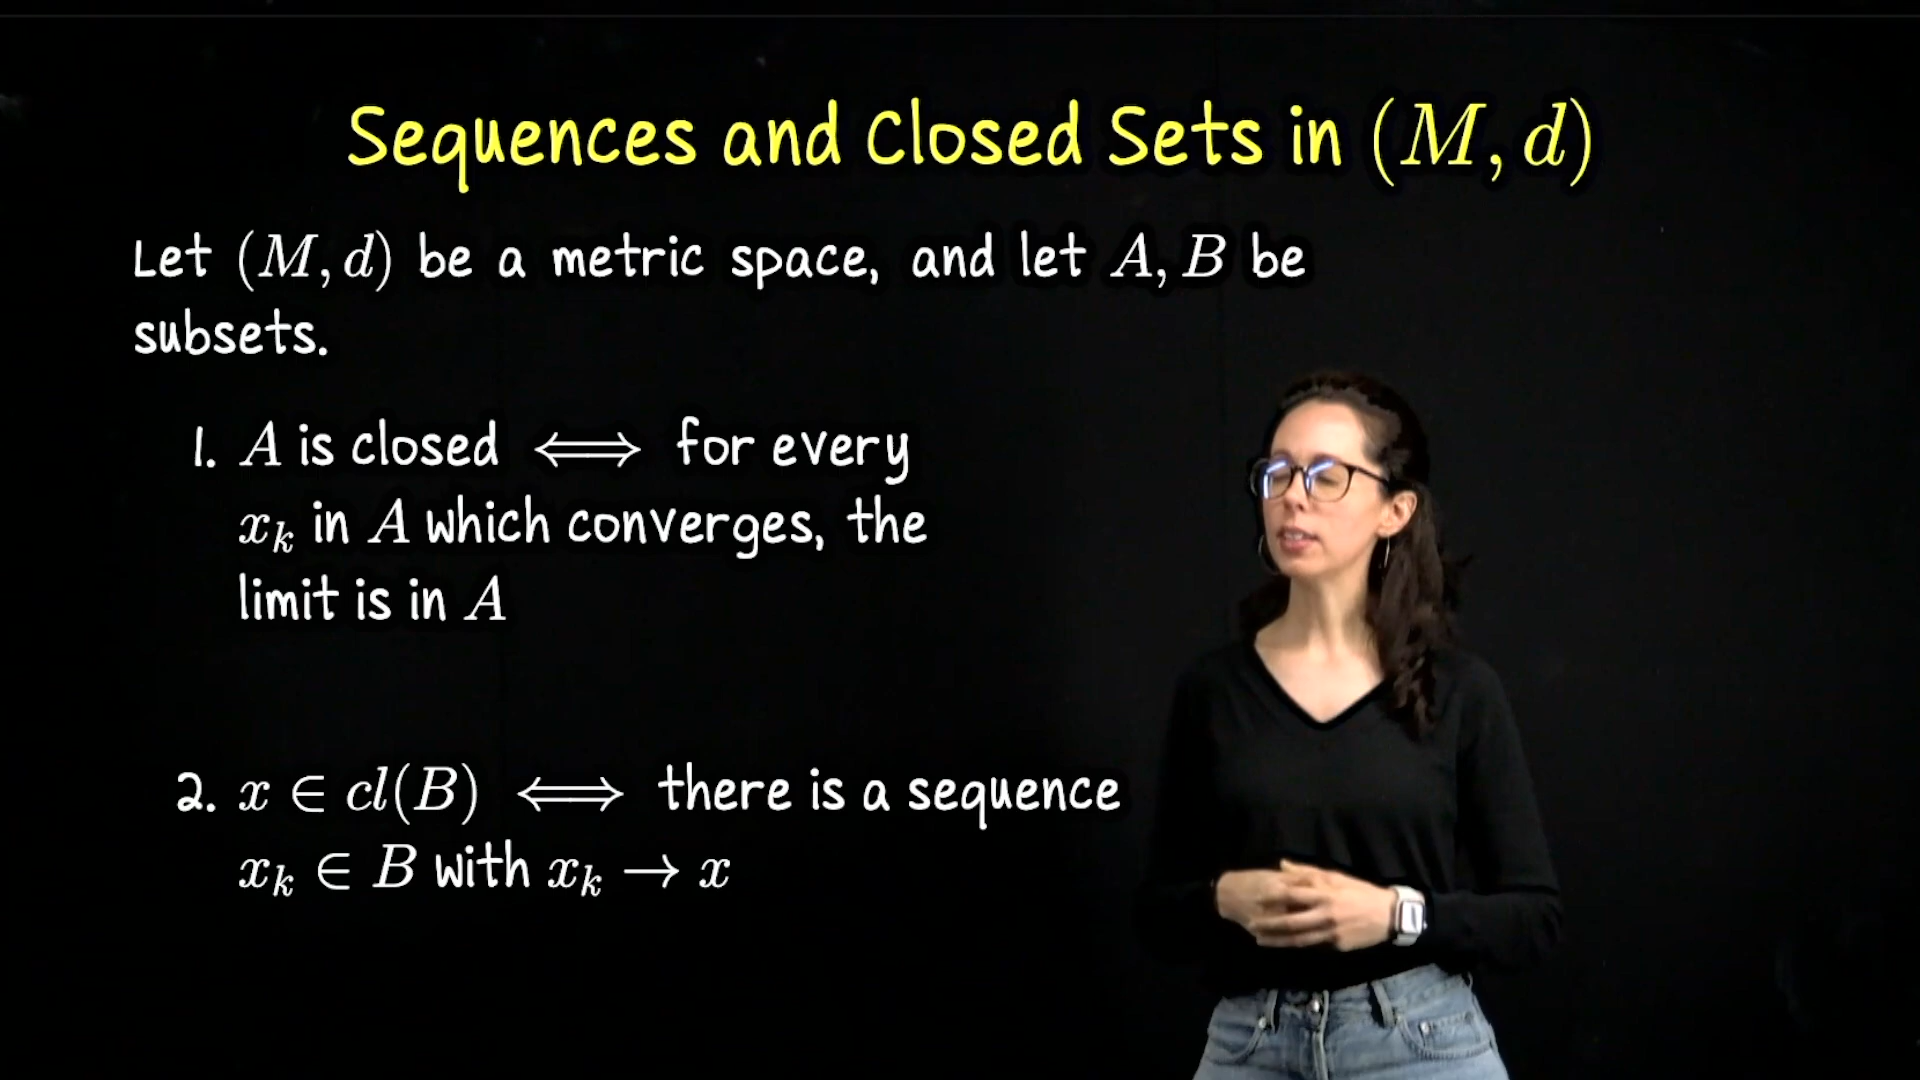 Sequences and Closed Sets in (M, d)
Let (M, d) be a metric space, and let A, B be
subsets.
1. A is closed ⟺ for every
x_k in A which converges, the
limit is in A
2. x ∈ cl(B) ⟺ there is a sequence
x_k ∈ B with x_k → x